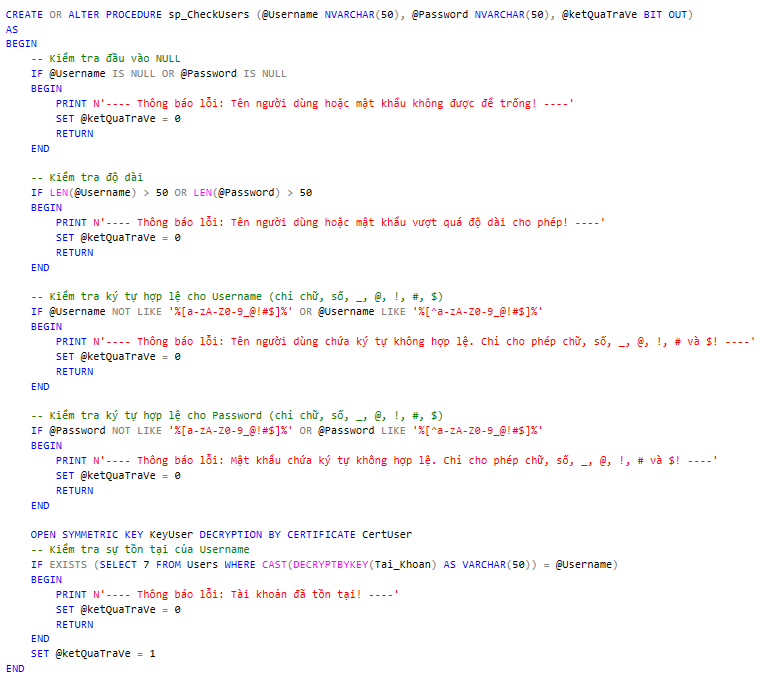 CREATE OR ALTER PROCEDURE sp_CheckUsers (@Username NVARCHAR(50), @Password NVARCHAR(50), @ketQuaTraVe BIT OUT)
AS
BEGIN
    -- Kiểm tra đầu vào NULL
    IF @Username IS NULL OR @Password IS NULL
    BEGIN
        PRINT N'---- Thông báo lỗi: Tên người dùng hoặc mật khẩu không được để trống! ----'
        SET @ketQuaTraVe = 0
        RETURN
    END

    -- Kiểm tra độ dài
    IF LEN(@Username) > 50 OR LEN(@Password) > 50
    BEGIN
        PRINT N'---- Thông báo lỗi: Tên người dùng hoặc mật khẩu vượt quá độ dài cho phép! ----'
        SET @ketQuaTraVe = 0
        RETURN
    END

    -- Kiểm tra ký tự hợp lệ cho Username (chỉ chữ, số, _, @, !, #, $)
    IF @Username NOT LIKE '%[a-zA-Z0-9_@!#$]%' OR @Username LIKE '%[^a-zA-Z0-9_@!#$]%'
    BEGIN
        PRINT N'---- Thông báo lỗi: Tên người dùng chứa ký tự không hợp lệ. Chỉ cho phép chữ, số, _, @, !, # và $! ----'
        SET @ketQuaTraVe = 0
        RETURN
    END

    -- Kiểm tra ký tự hợp lệ cho Password (chỉ chữ, số, _, @, !, #, $)
    IF @Password NOT LIKE '%[a-zA-Z0-9_@!#$]%' OR @Password LIKE '%[^a-zA-Z0-9_@!#$]%'
    BEGIN
        PRINT N'---- Thông báo lỗi: Mật khẩu chứa ký tự không hợp lệ. Chỉ cho phép chữ, số, _, @, !, # và $! ----'
        SET @ketQuaTraVe = 0
        RETURN
    END

    OPEN SYMMETRIC KEY KeyUser DECRYPTION BY CERTIFICATE CertUser
    -- Kiểm tra sự tồn tại của Username
    IF EXISTS (SELECT 7 FROM Users WHERE CAST(DECRYPTBYKEY(Tai_Khoan) AS VARCHAR(50)) = @Username)
    BEGIN
        PRINT N'---- Thông báo lỗi: Tài khoản đã tồn tại! ----'
        SET @ketQuaTraVe = 0
        RETURN
    END
    SET @ketQuaTraVe = 1
END